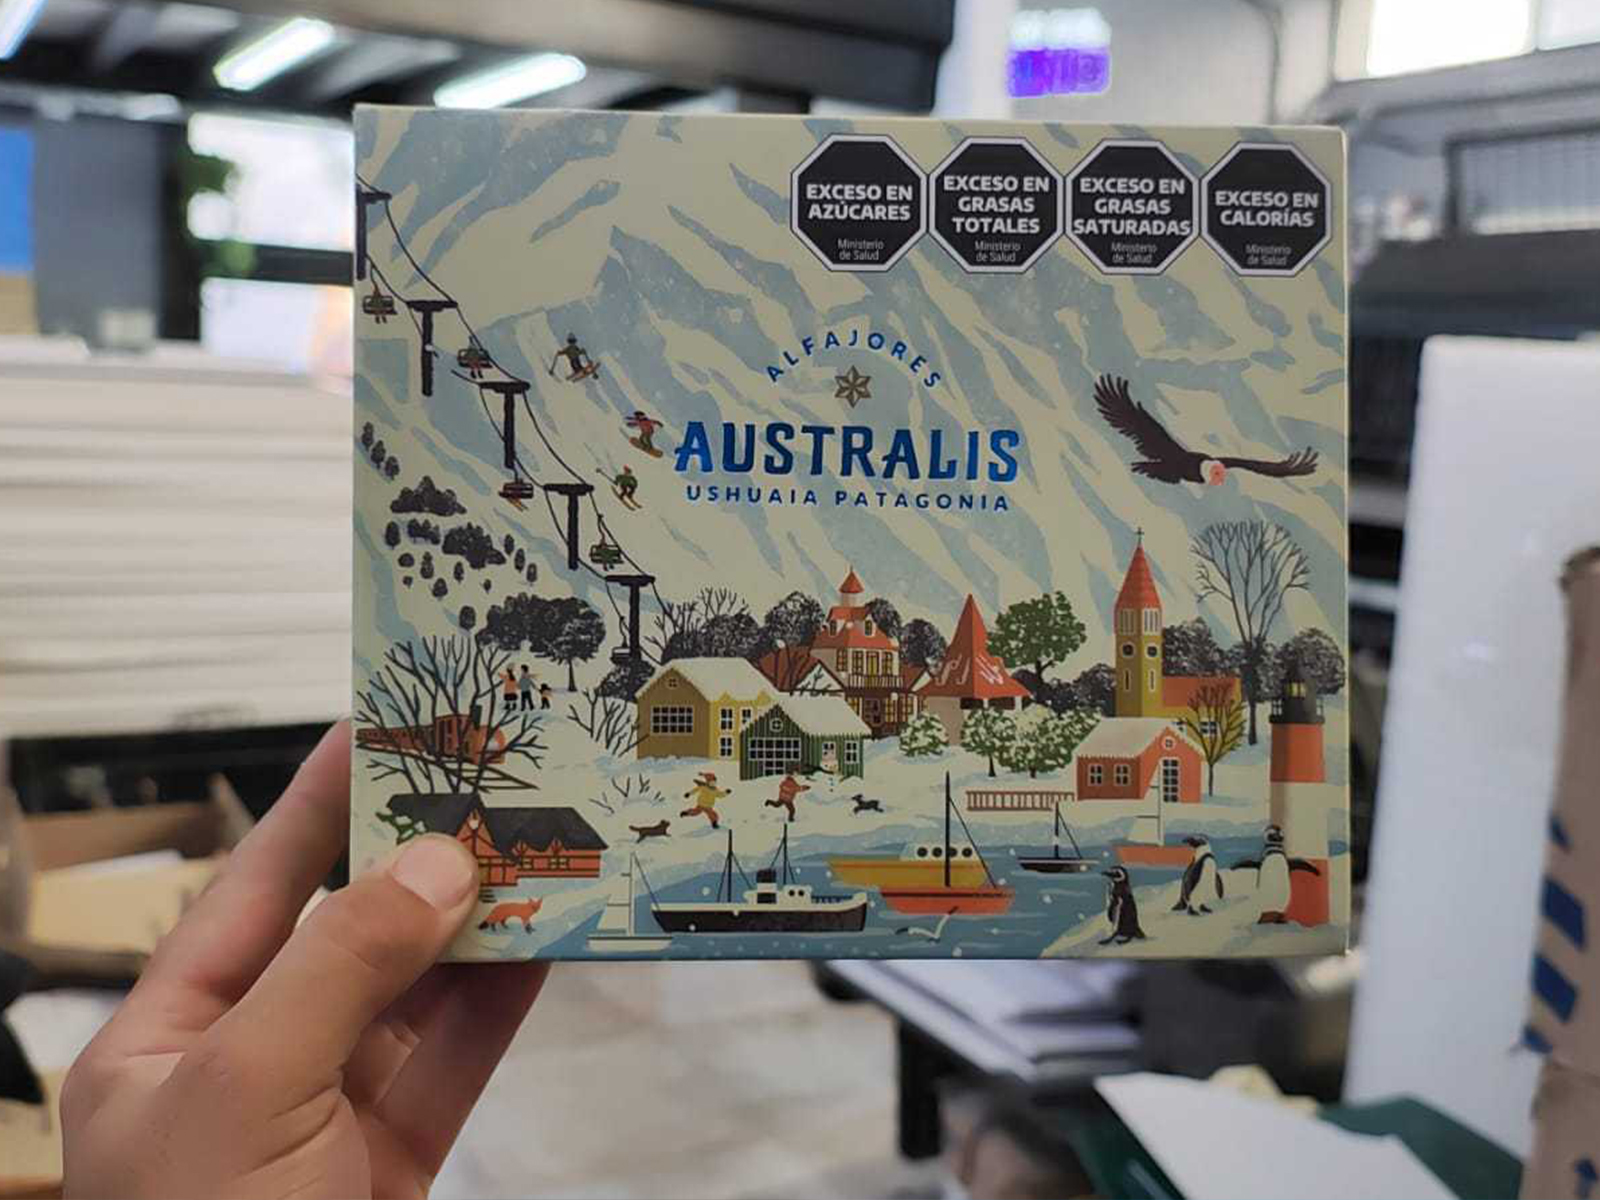 EXCESO EN
AZÚCARES
Ministerio
de Salud
EXCESO EN
GRASAS
TOTALES
Ministerio
de Salud
EXCESO EN
GRASAS
SATURADAS
Ministerio
de Salud
EXCESO EN
CALORÍAS
Ministerio
de Salud
ALFAJORES
AUSTRALIS
USHUAIA PATAGONIA